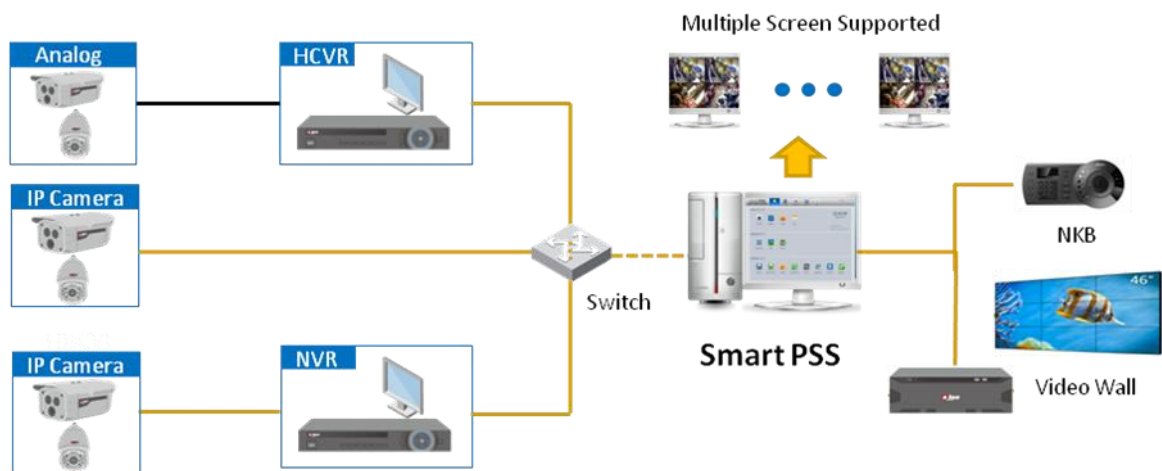 Multiple Screen Supported
Analog
HCVR
IP Camera
NKB
Switch
46"
Smart PSS
IP Camera
NVR
Video Wall